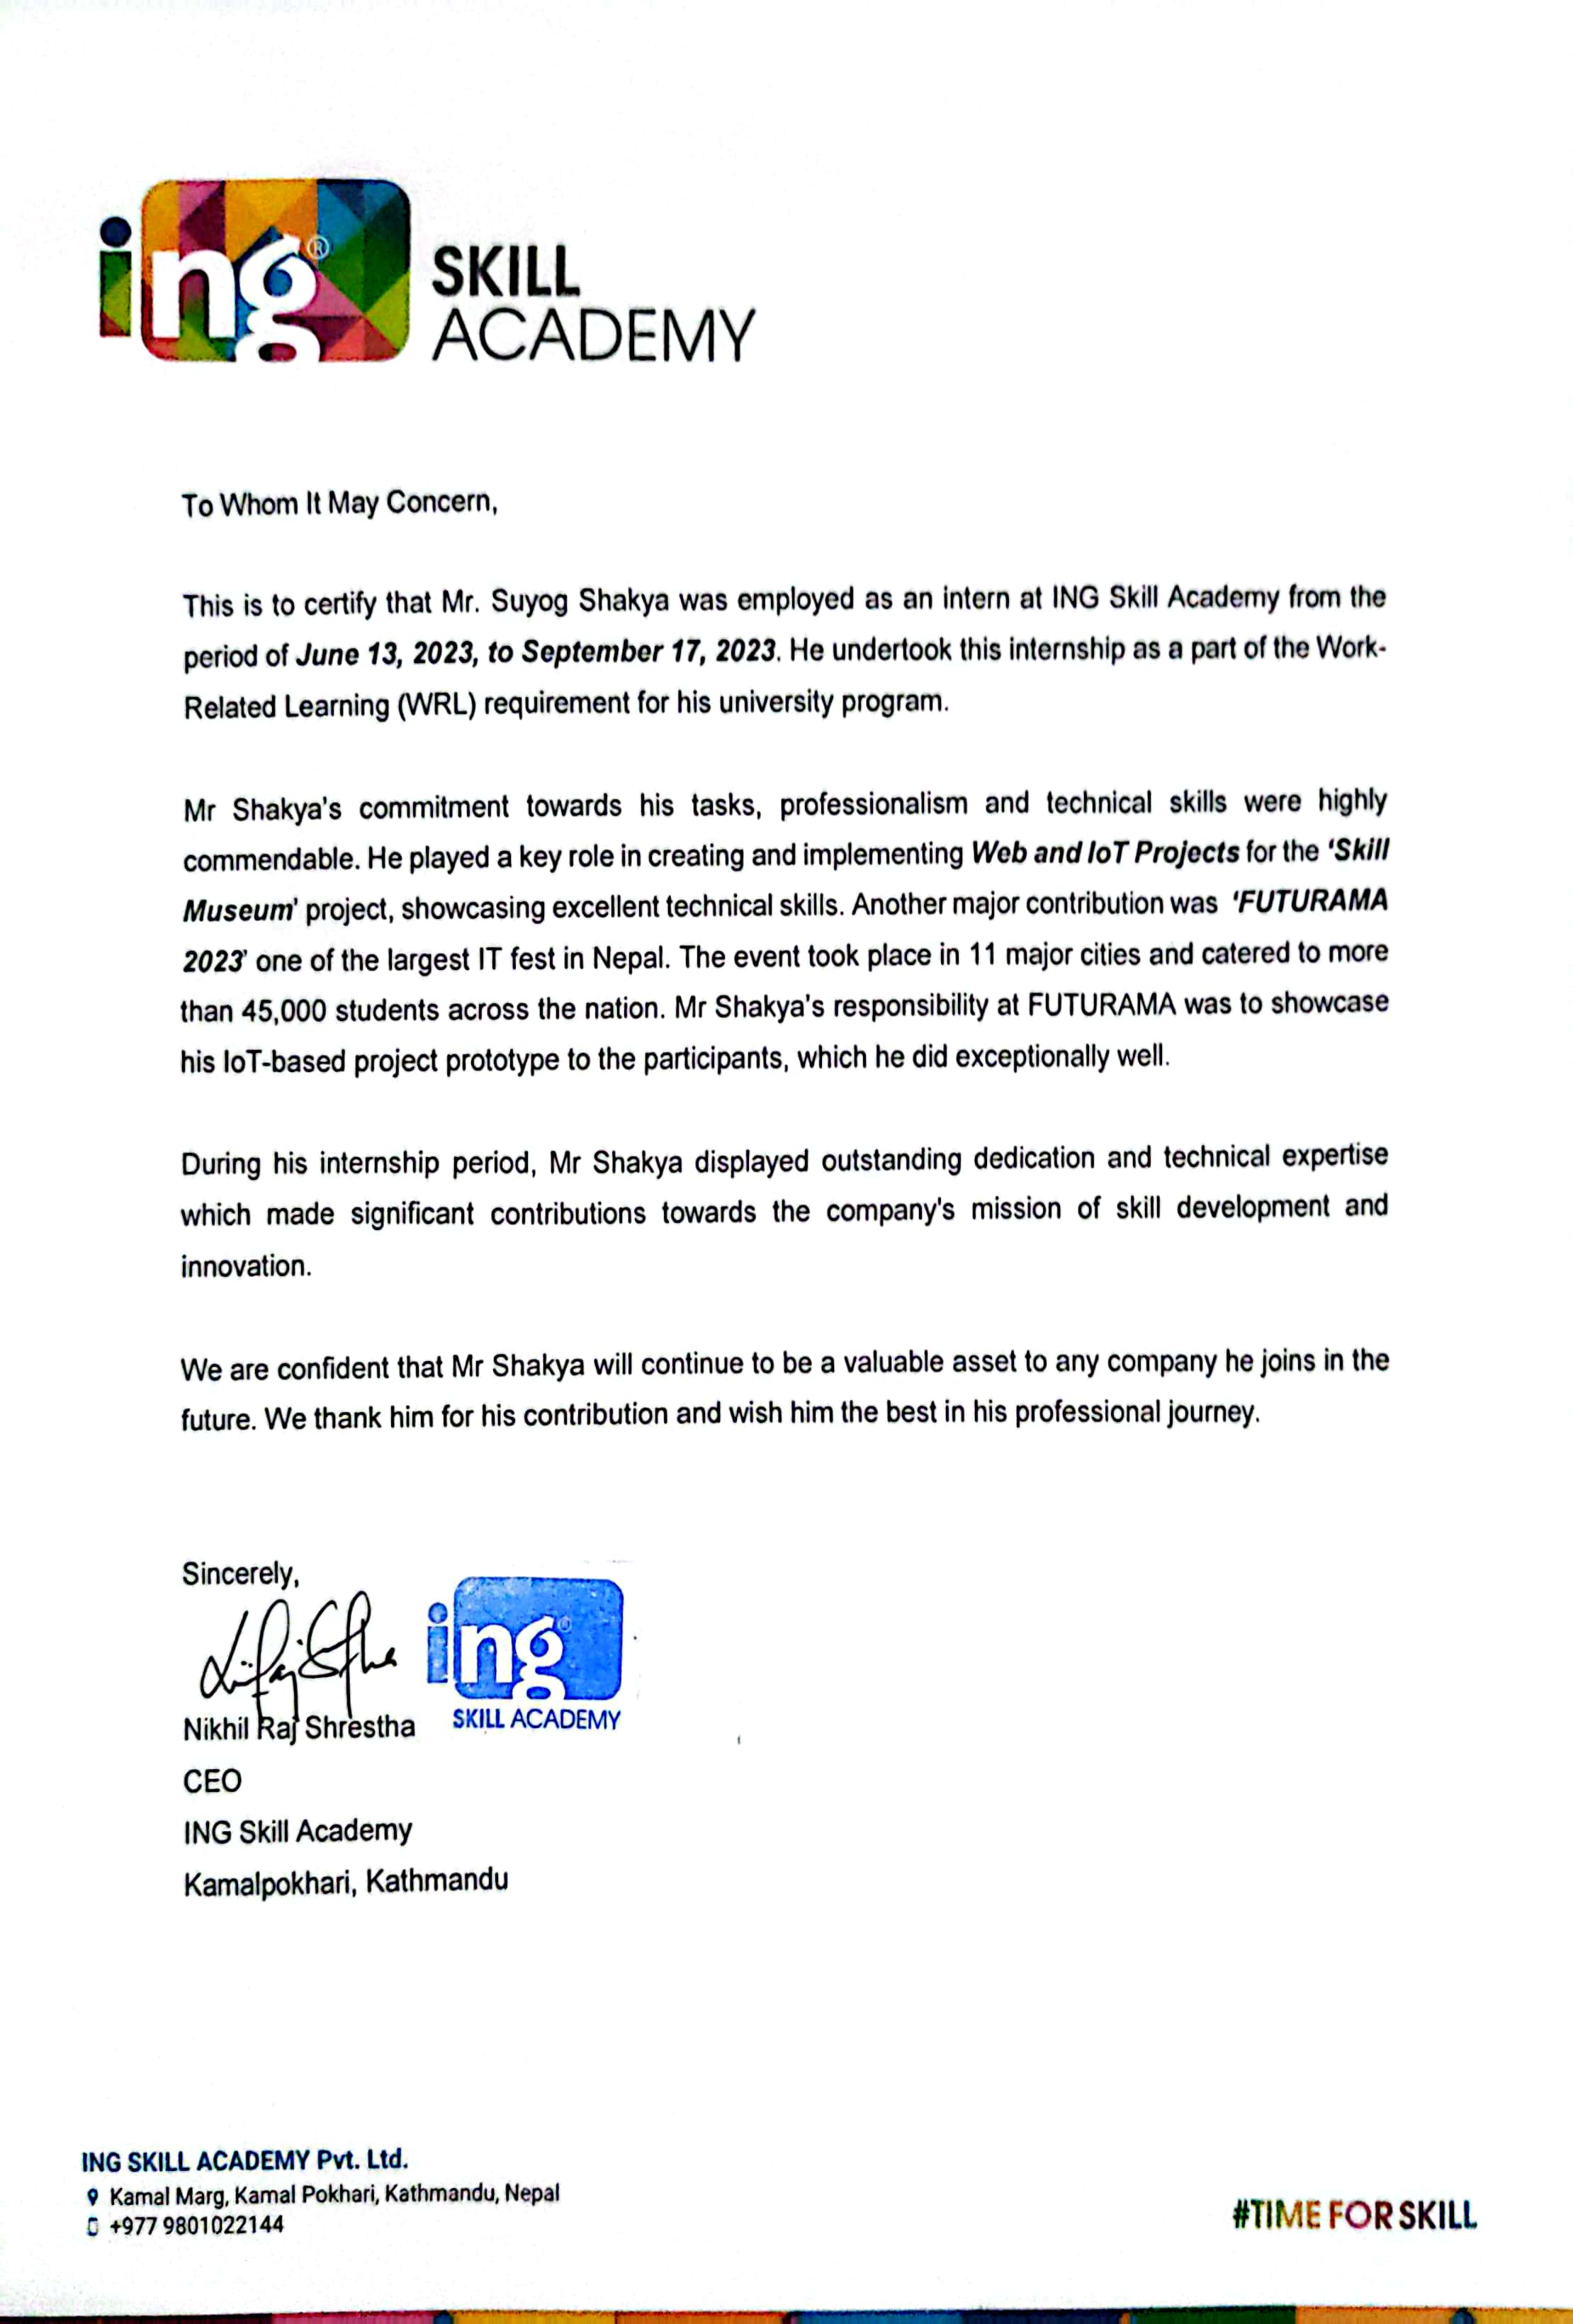 ing®
SKILL
ACADEMY
To Whom It May Concern,
This is to certify that Mr. Suyog Shakya was employed as an intern at ING Skill Academy from the
period of June 13, 2023, to September 17, 2023. He undertook this internship as a part of the Work-
Related Learning (WRL) requirement for his university program.
Mr Shakya's commitment towards his tasks, professionalism and technical skills were highly
commendable. He played a key role in creating and implementing Web and IoT Projects for the 'Skill
Museum' project, showcasing excellent technical skills. Another major contribution was 'FUTURAMA
2023' one of the largest IT fest in Nepal. The event took place in 11 major cities and catered to more
than 45,000 students across the nation. Mr Shakya's responsibility at FUTURAMA was to showcase
his IoT-based project prototype to the participants, which he did exceptionally well.
During his internship period, Mr Shakya displayed outstanding dedication and technical expertise
which made significant contributions towards the company's mission of skill development and
innovation.
We are confident that Mr Shakya will continue to be a valuable asset to any company he joins in the
future. We thank him for his contribution and wish him the best in his professional journey.
Sincerely,
ing®
SKILL ACADEMY
Nikhil Raj Shrestha
CEO
ING Skill Academy
Kamalpokhari, Kathmandu
ING SKILL ACADEMY Pvt. Ltd.
Kamal Marg, Kamal Pokhari, Kathmandu, Nepal
+977 9801022144
#TIME FOR SKILL